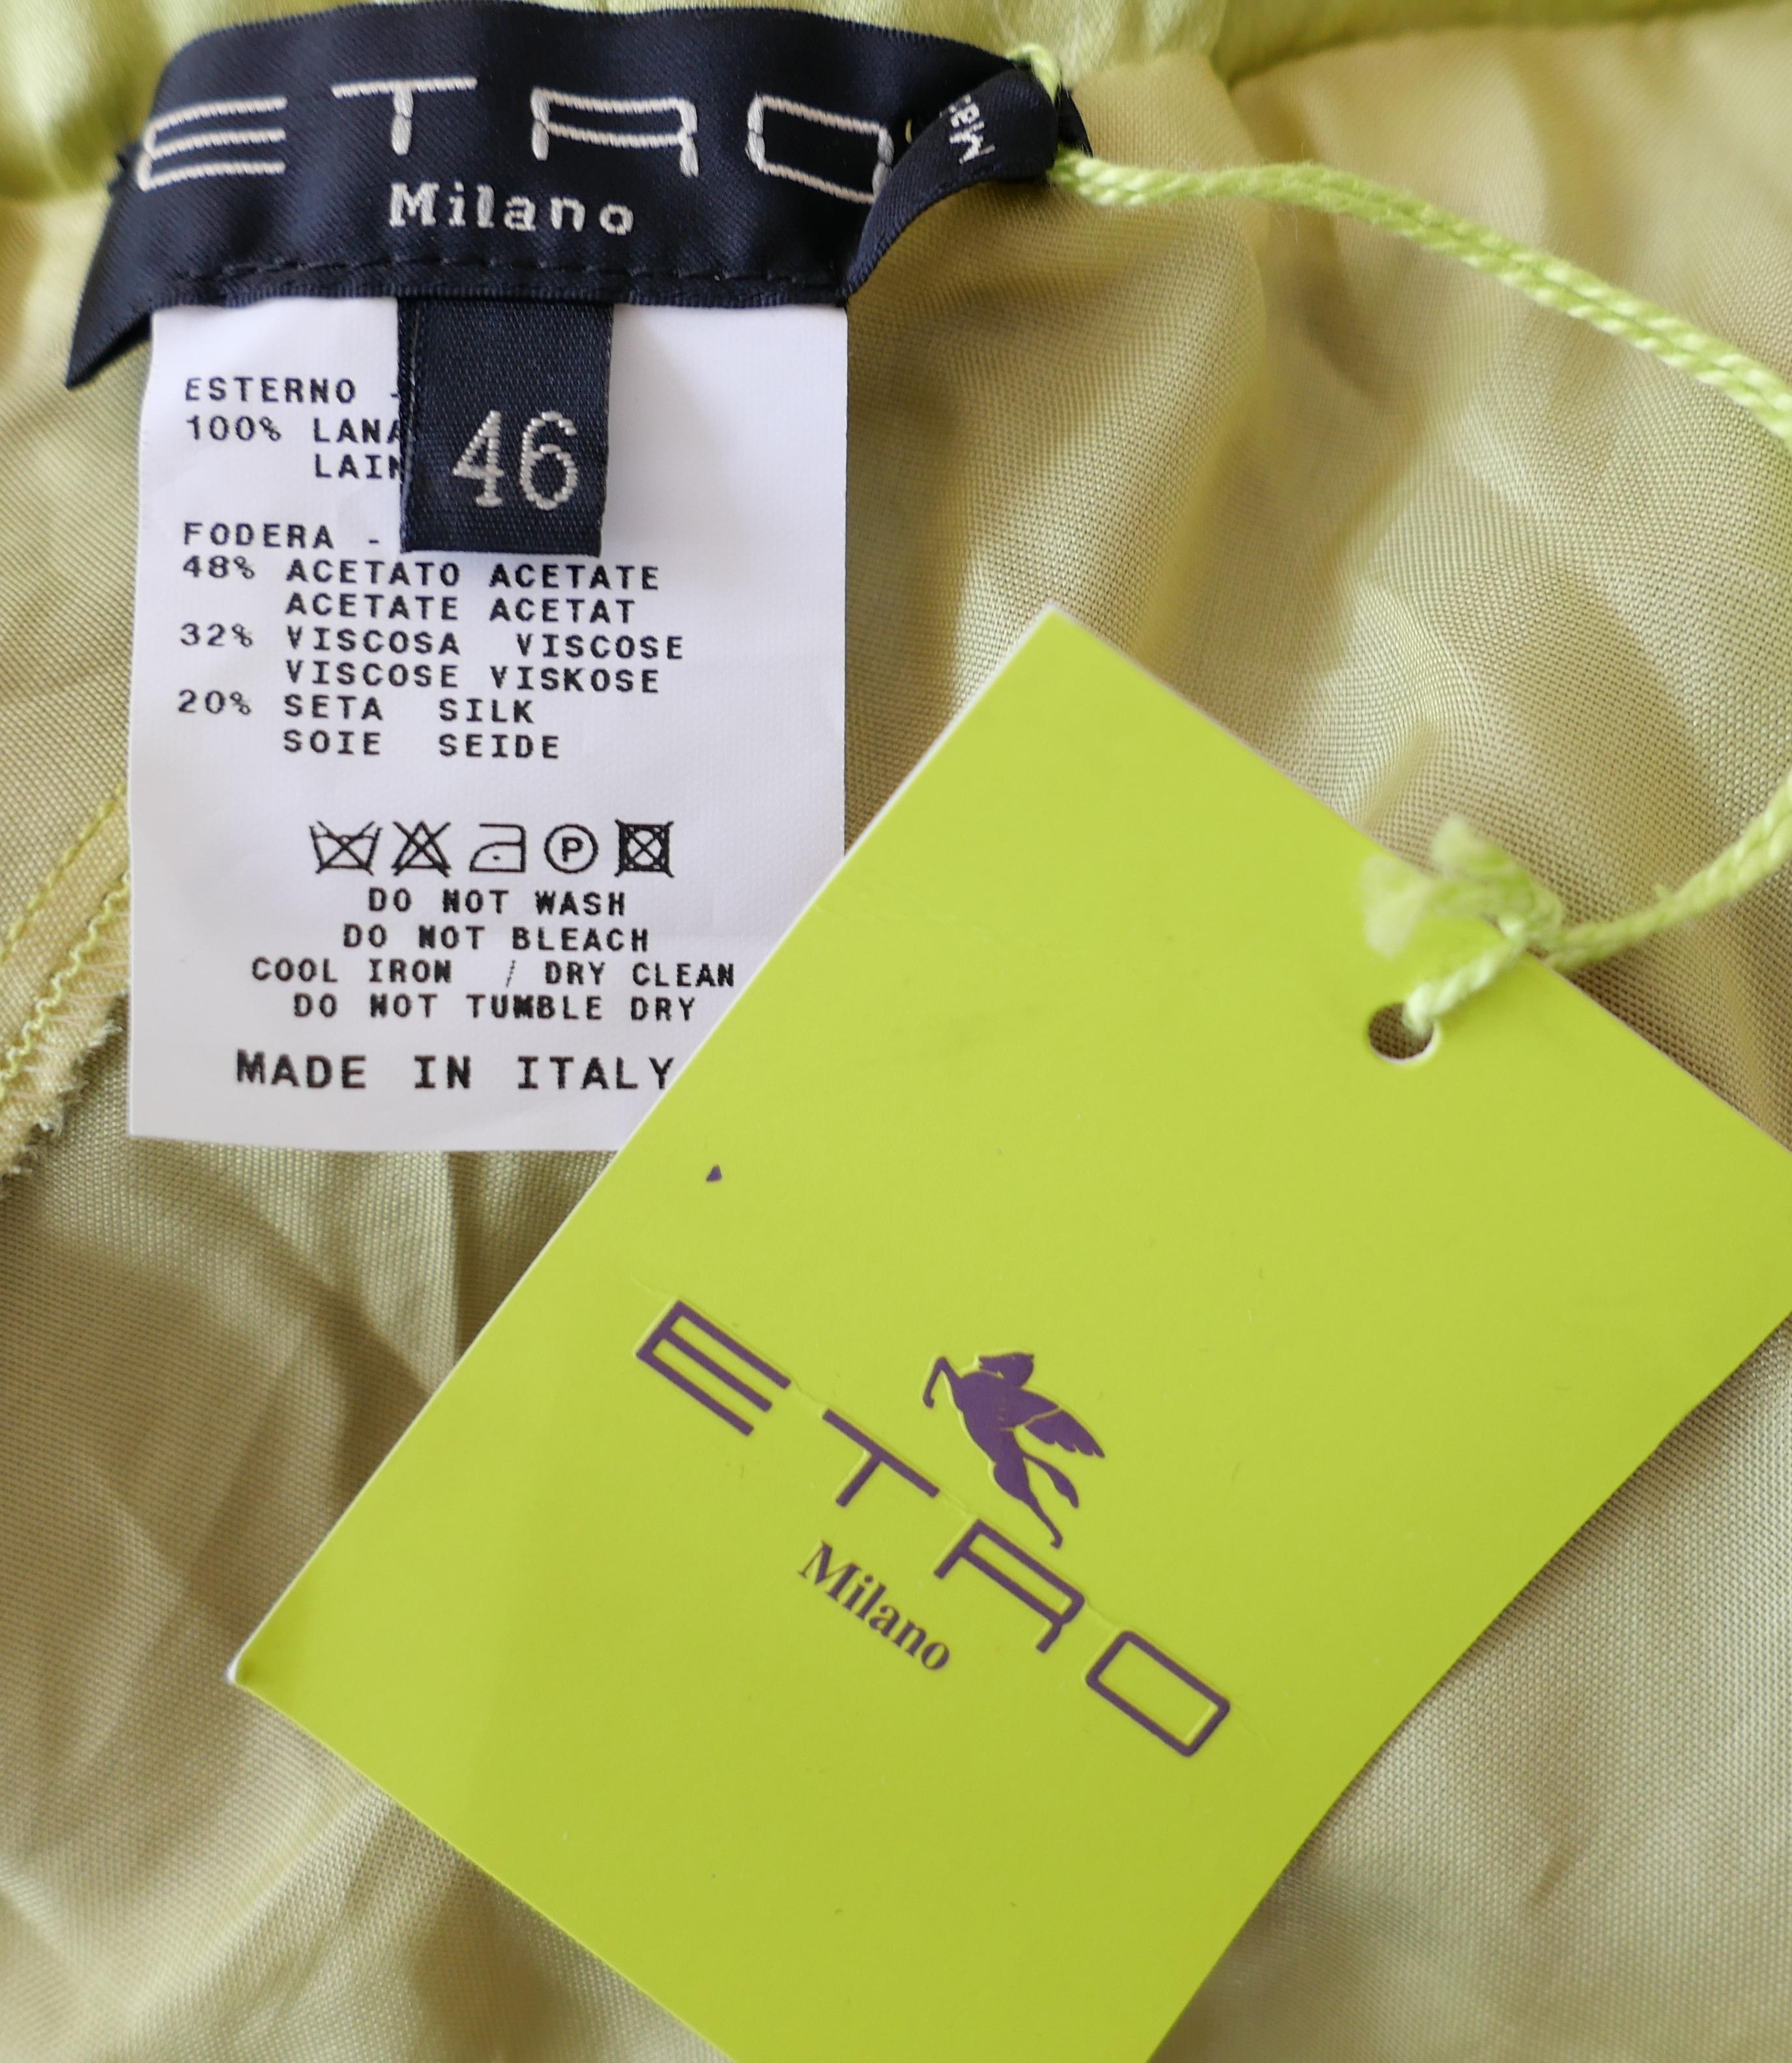 ETRO
Milano
46
ESTERNO -
100% LANA
LAIN
FODERA -
48% ACETATO ACETATE
ACETATE ACETAT
32% VISCOSA VISCOSE
VISCOSE VISKOSE
20% SETA SILK
SOIE SEIDE
P
DO NOT WASH
DO NOT BLEACH
COOL IRON / DRY CLEAN
DO NOT TUMBLE DRY
MADE IN ITALY
ETRO
Milano